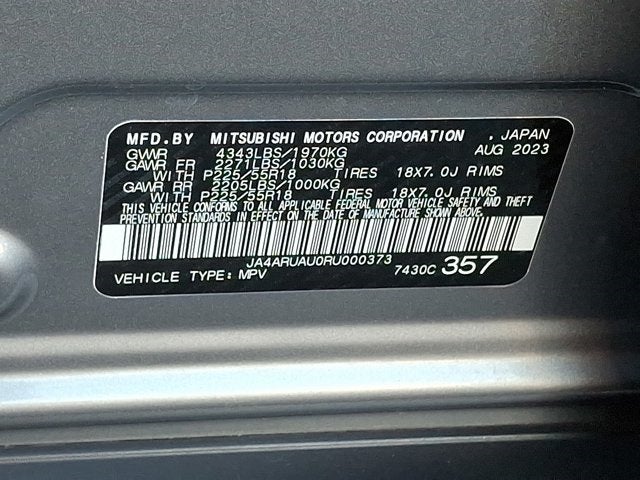 MFD.BY MITSUBISHI MOTORS CORPORATION . JAPAN
GVWR 4343LBS/1970KG AUG 2023
GAWR FR 2271LBS/1030KG
WITH P225/55R18 TIRES 18X7.0J RIMS
GAWR RR 2205LBS/1000KG
WITH P225/55R18 TIRES 18X7.0J RIMS
THIS VEHICLE CONFORMS TO ALL APPLICABLE FEDERAL MOTOR VEHICLE SAFETY AND THEFT
PREVENTION STANDARDS IN EFFECT ON THE DATE OF MANUFACTURE SHOWN ABOVE.
JA4ARUAU0RU000373
VEHICLE TYPE: MPV 7430C 357